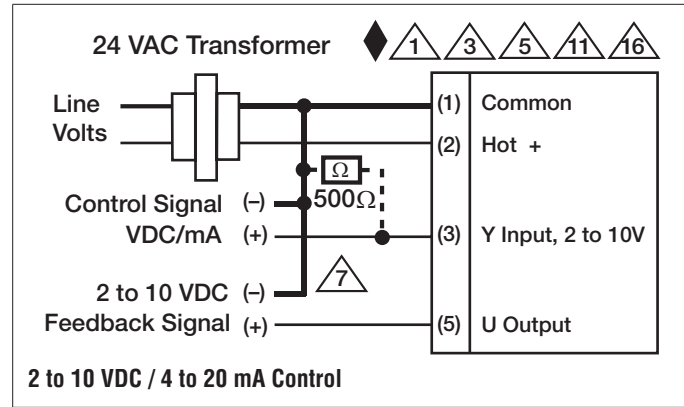 24 VAC Transformer 1 3 5 11 16
Line (1) Common
Volts (2) Hot +
Ω
500Ω
Control Signal (–)
VDC/mA (+) (3) Y Input, 2 to 10V
7
2 to 10 VDC (–)
Feedback Signal (+) (5) U Output
2 to 10 VDC / 4 to 20 mA Control